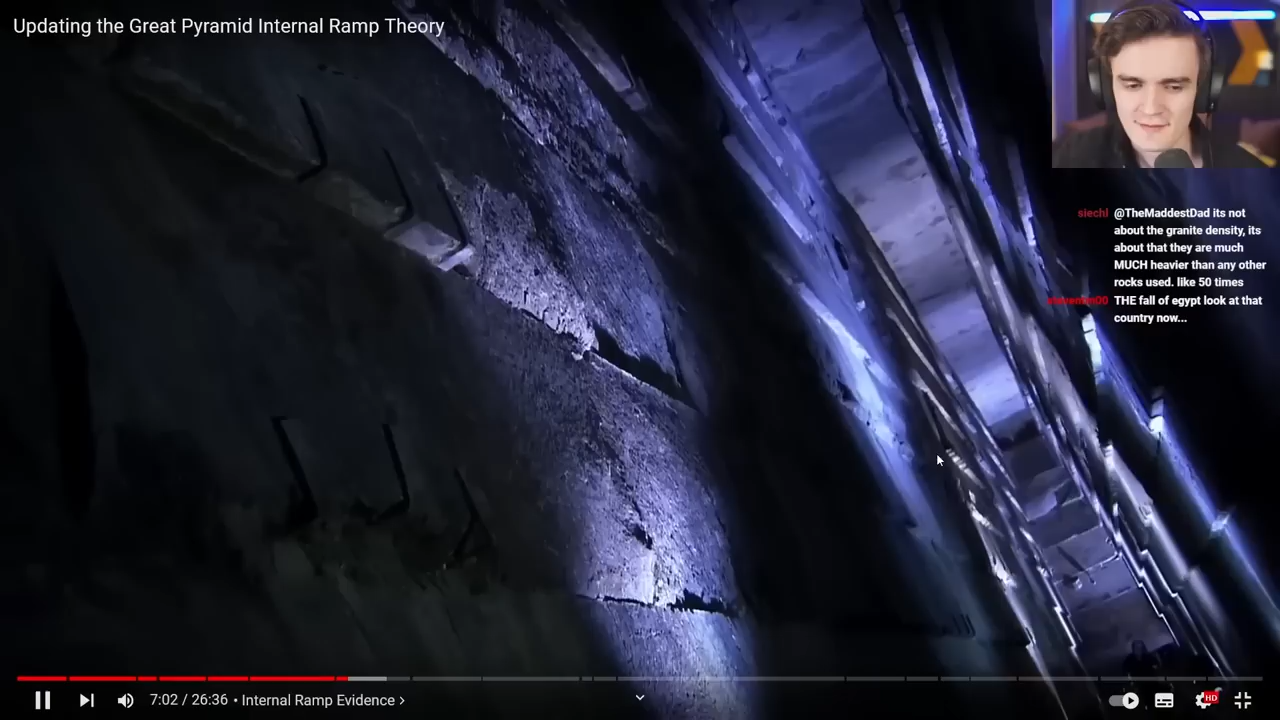 Updating the Great Pyramid Internal Ramp Theory
siechl @TheMaddestDad its not
about the granite density, its
about that they are much
MUCH heavier than any other
rocks used. like 50 times
THE fall of egypt look at that
country now...
7:02 / 26:36 • Internal Ramp Evidence >
HD